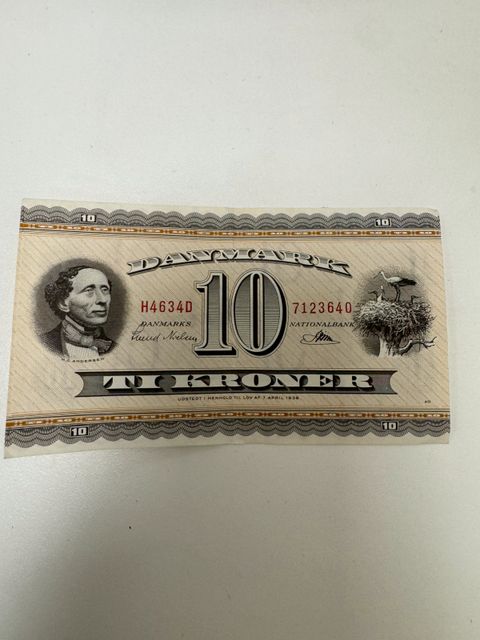 10 10
DANMARK
H4634D 10 7123640
DANMARKS NATIONALBANK
H.C. ANDERSEN
TI KRONER
UDSTEDT I HENHOLD TIL LOV AF 7. APRIL 1936
10 10